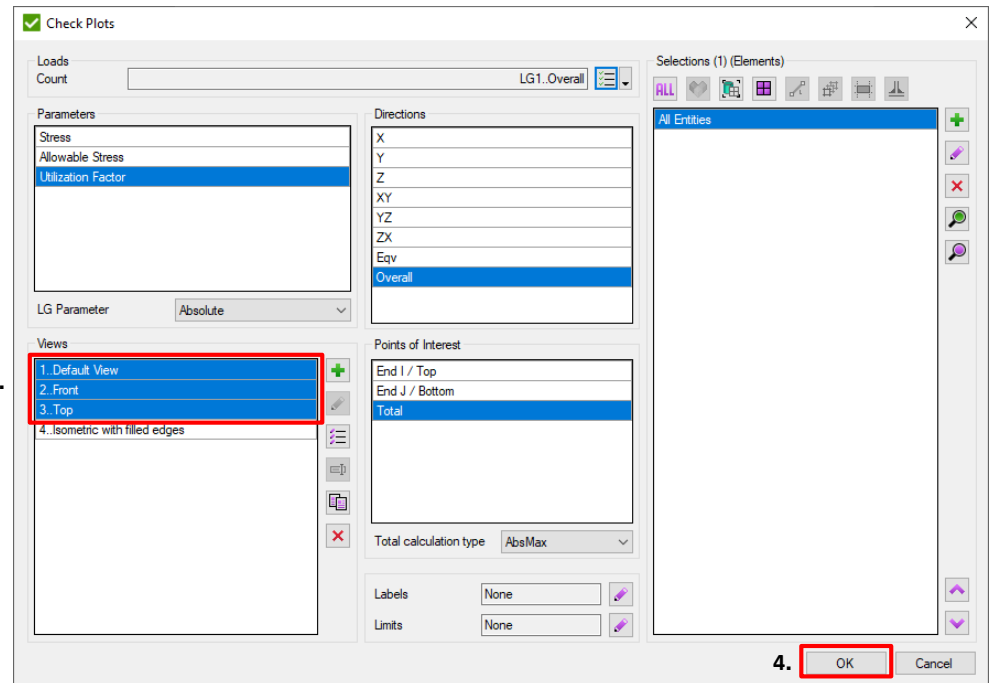 Check Plots
Loads
Count
LG1..Overall
Parameters
Stress
Allowable Stress
Utilization Factor
LG Parameter
Absolute
Directions
X
Y
Z
XY
YZ
ZX
Eqv
Overall
Views
1..Default View
2..Front
3..Top
4..Isometric with filled edges
Points of Interest
End I / Top
End J / Bottom
Total
Total calculation type
AbsMax
Labels
None
Limits
None
Selections (1) (Elements)
ALL
All Entities
4.
OK
Cancel